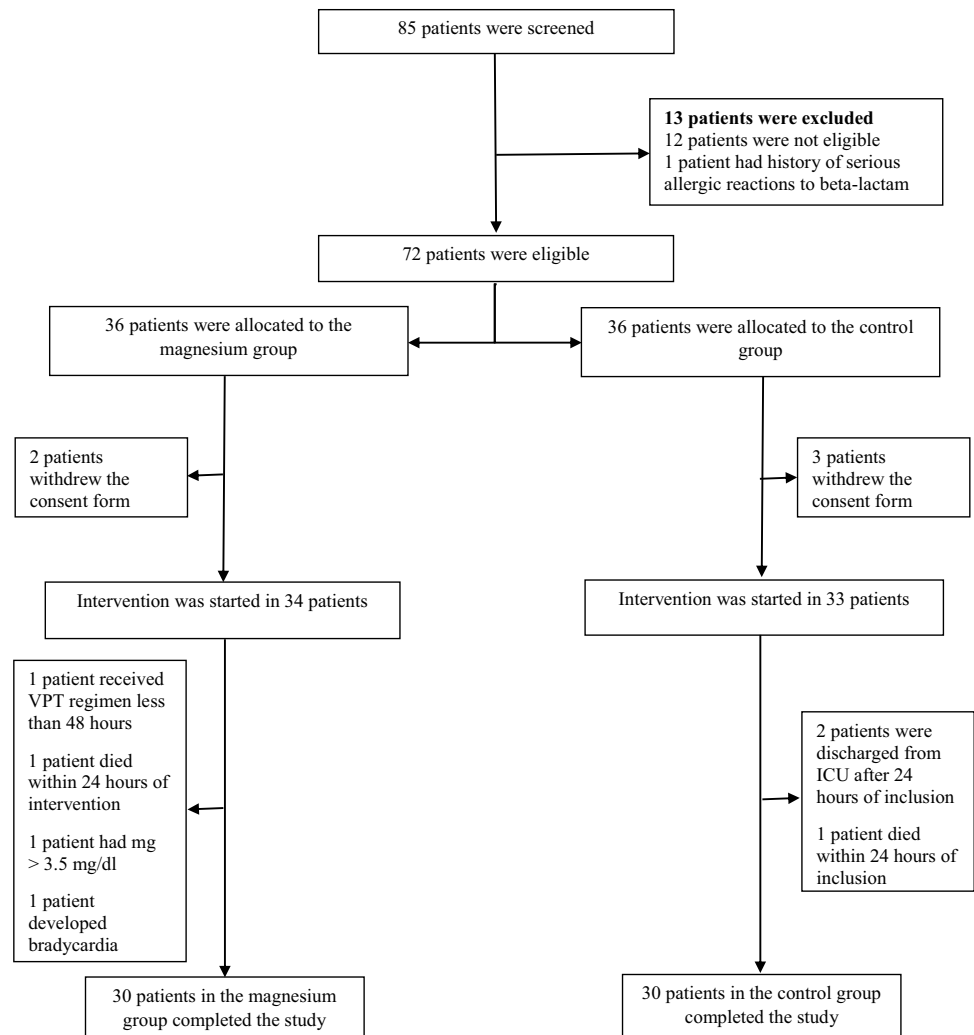 85 patients were screened
13 patients were excluded
12 patients were not eligible
1 patient had history of serious
allergic reactions to beta-lactam
72 patients were eligible
36 patients were allocated to the
magnesium group
36 patients were allocated to the control
group
2 patients
withdrew the
consent form
3 patients
withdrew the
consent form
Intervention was started in 34 patients
Intervention was started in 33 patients
1 patient received
VPT regimen less
than 48 hours
1 patient died
within 24 hours of
intervention
1 patient had mg
> 3.5 mg/dl
1 patient
developed
bradycardia
2 patients were
discharged from
ICU after 24
hours of inclusion
1 patient died
within 24 hours of
inclusion
30 patients in the magnesium
group completed the study
30 patients in the control group
completed the study